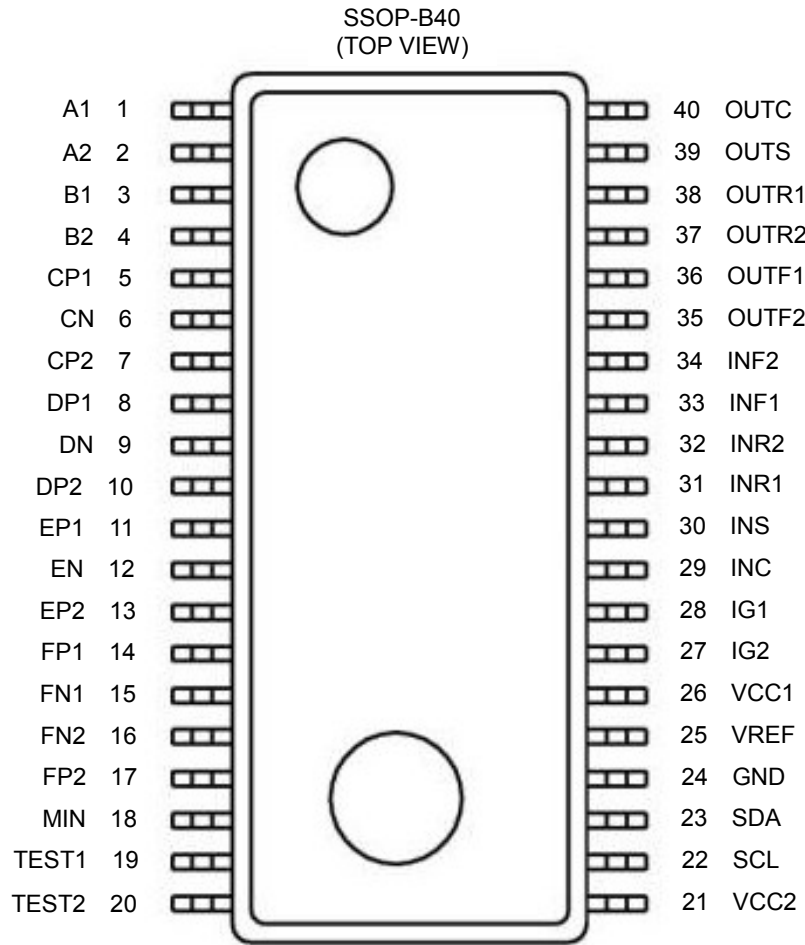 SSOP-B40
(TOP VIEW)
A1 1 40 OUTC
A2 2 39 OUTS
B1 3 38 OUTR1
B2 4 37 OUTR2
CP1 5 36 OUTF1
CN 6 35 OUTF2
CP2 7 34 INF2
DP1 8 33 INF1
DN 9 32 INR2
DP2 10 31 INR1
EP1 11 30 INS
EN 12 29 INC
EP2 13 28 IG1
FP1 14 27 IG2
FN1 15 26 VCC1
FN2 16 25 VREF
FP2 17 24 GND
MIN 18 23 SDA
TEST1 19 22 SCL
TEST2 20 21 VCC2